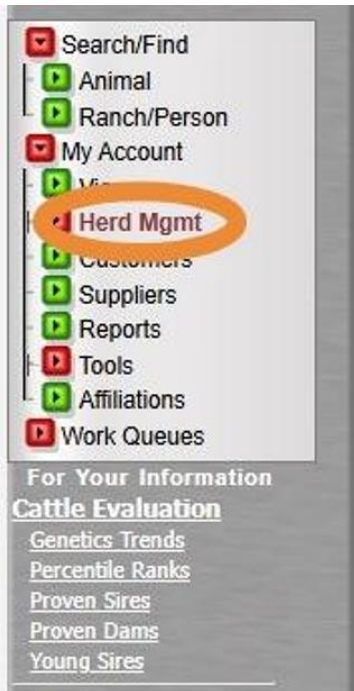 Search/Find
Animal
Ranch/Person
My Account
Herd Mgmt
Customers
Suppliers
Reports
Tools
Affiliations
Work Queues
For Your Information
Cattle Evaluation
Genetics Trends
Percentile Ranks
Proven Sires
Proven Dams
Young Sires